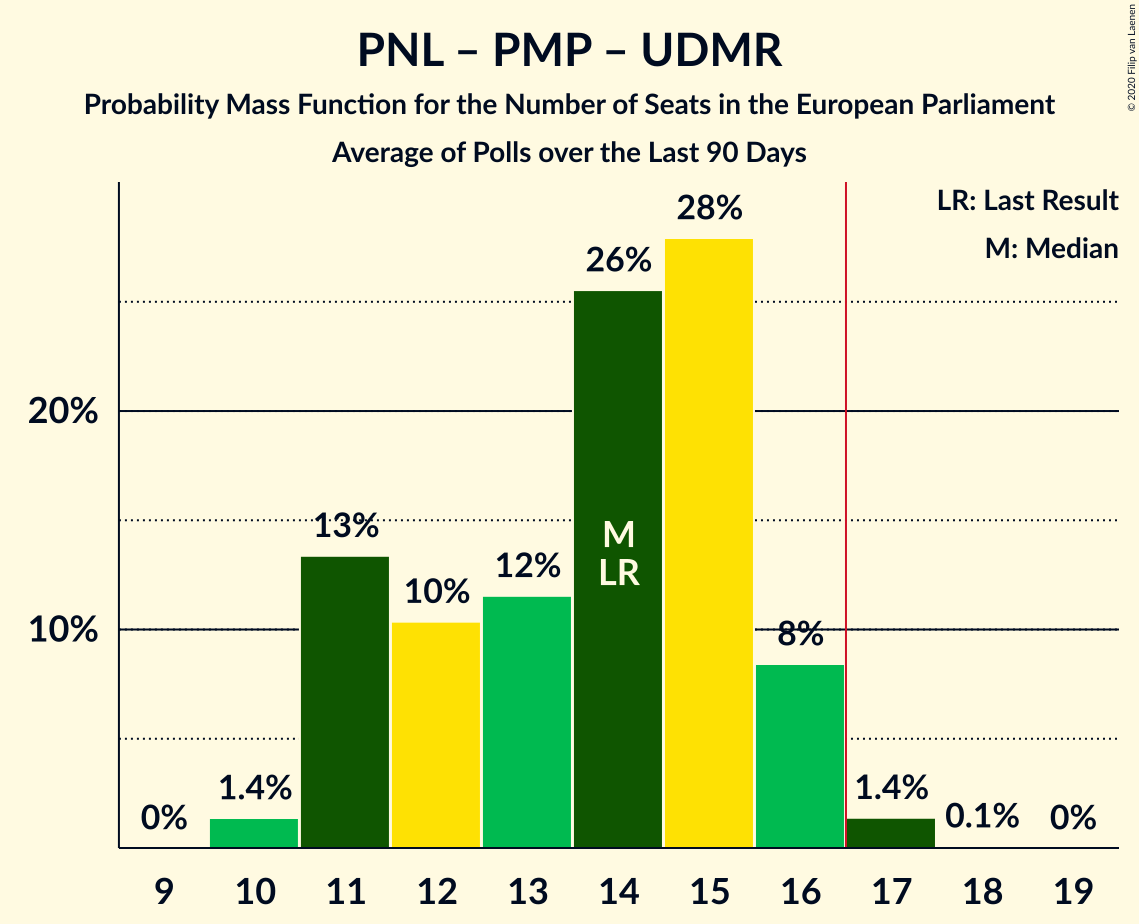 PNL – PMP – UDMR
Probability Mass Function for the Number of Seats in the European Parliament
Average of Polls over the Last 90 Days
© 2020 Filip van Laenen
LR: Last Result
M: Median
28%
26%
20%
13%
12%
10%
M
LR
10%
8%
1.4%
1.4%
0%
0.1%
0%
9 10 11 12 13 14 15 16 17 18 19